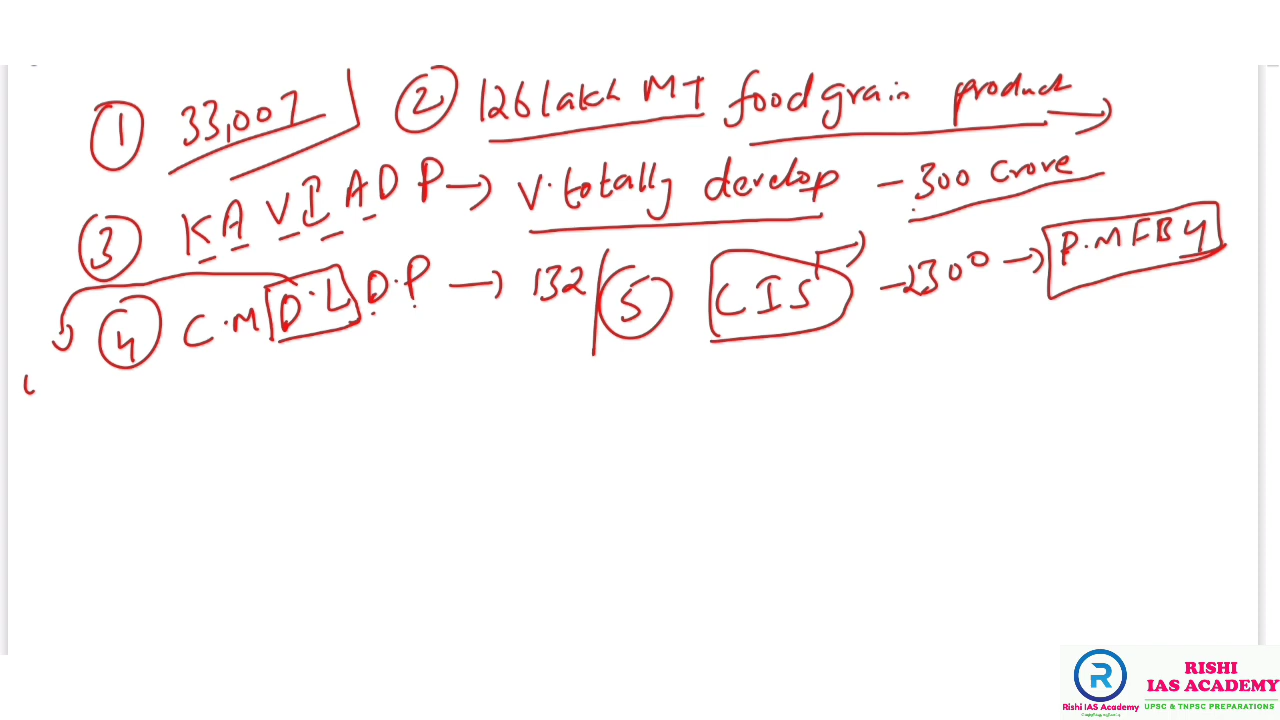 ① 33,007 ② 126 lakh MT food grain product →
③ KAVIADP → V. totally develop - 300 crore
④ C.M D.L D.P → 132 / ⑤ CIS - 2300 → P.MFBY
RISHI
IAS ACADEMY
Rishi IAS Academy
UPSC & TNPSC PREPARATIONS